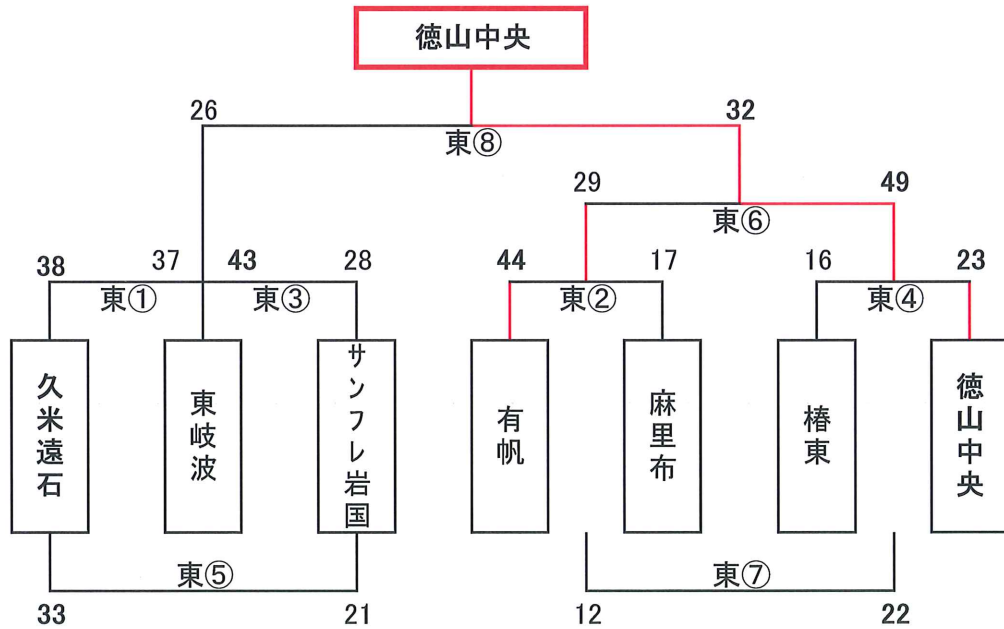 徳山中央
26
32
東⑧
29
49
東⑥
38
37
43
28
44
17
16
23
東①
東③
東②
東④
久米遠石
東岐波
サンフレ岩国
有帆
麻里布
椿東
徳山中央
東⑤
東⑦
33
21
12
22